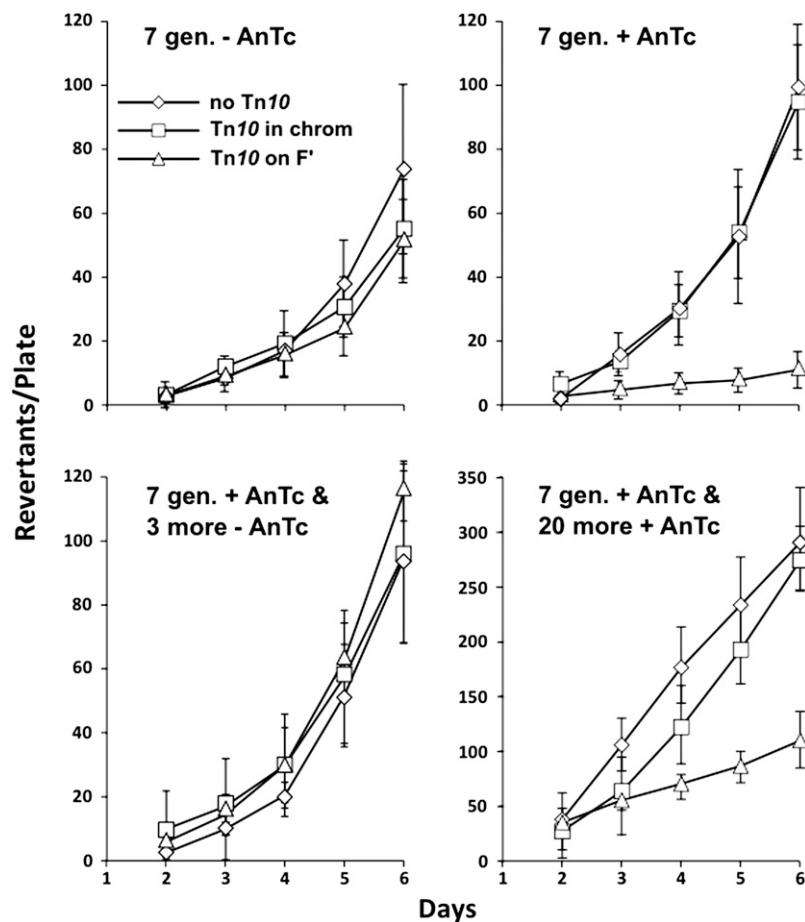 7 gen. - AnTc
no Tn10
Tn10 in chrom
Tn10 on F'
120
100
80
60
40
20
0
7 gen. + AnTc
120
100
80
60
40
20
0
Revertants/Plate
7 gen. + AnTc &
3 more - AnTc
120
100
80
60
40
20
0
1 2 3 4 5 6
7 gen. + AnTc &
20 more + AnTc
350
300
250
200
150
100
50
0
1 2 3 4 5 6
Days